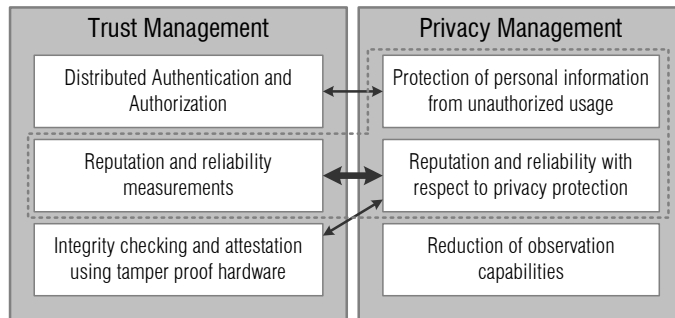 Trust Management
Distributed Authentication and
Authorization
Reputation and reliability
measurements
Integrity checking and attestation
using tamper proof hardware
Privacy Management
Protection of personal information
from unauthorized usage
Reputation and reliability with
respect to privacy protection
Reduction of observation
capabilities